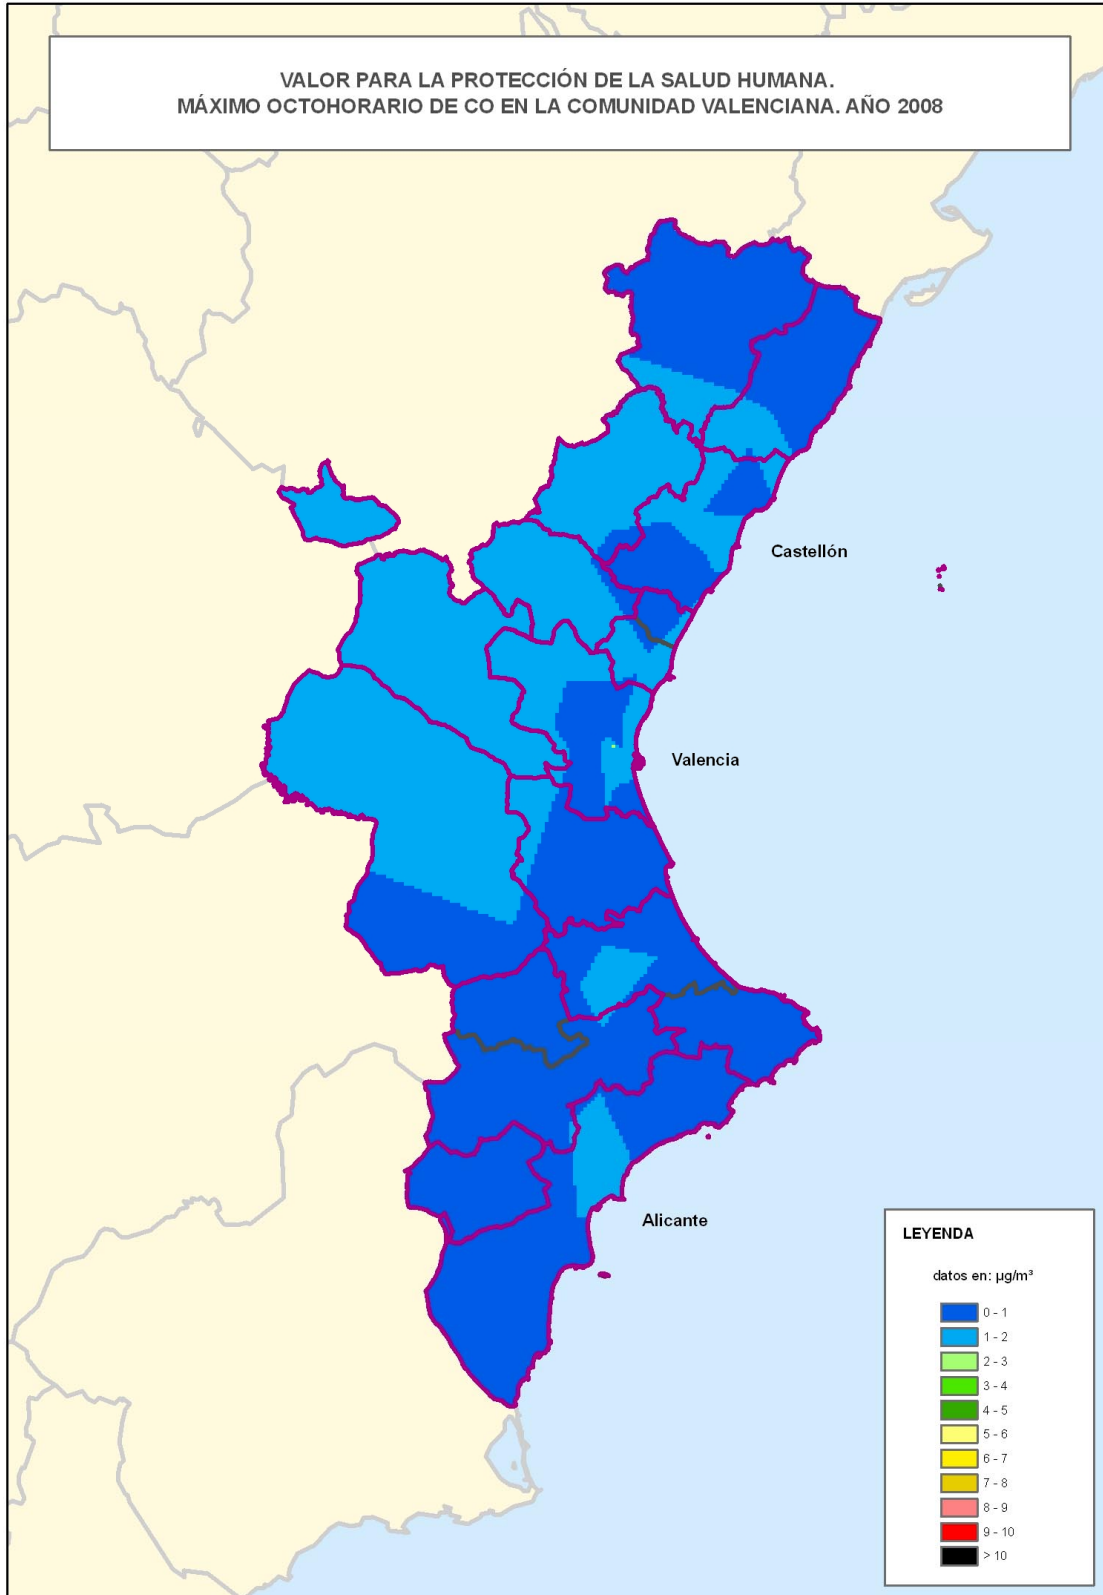 VALOR PARA LA PROTECCIÓN DE LA SALUD HUMANA.
MÁXIMO OCTOHORARIO DE CO EN LA COMUNIDAD VALENCIANA. AÑO 2008
Castellón
Valencia
Alicante
LEYENDA
datos en: µg/m³
0 - 1
1 - 2
2 - 3
3 - 4
4 - 5
5 - 6
6 - 7
7 - 8
8 - 9
9 - 10
> 10